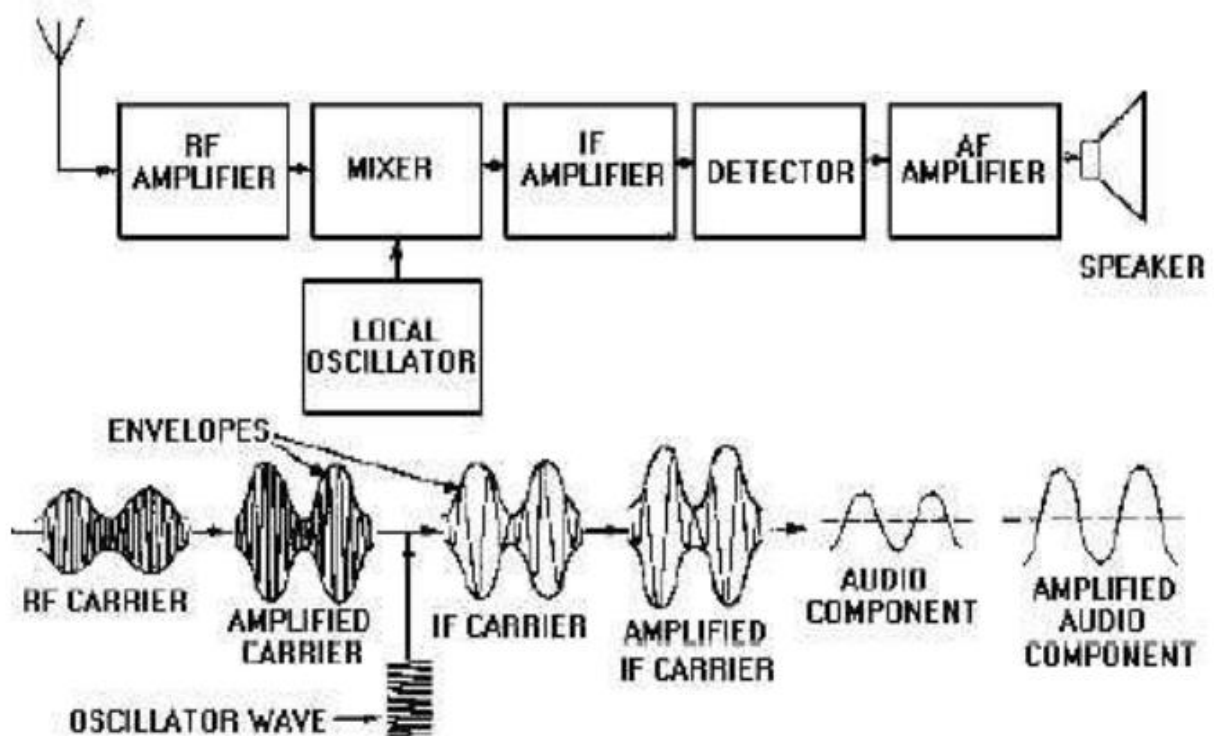 RF
AMPLIFIER
MIXER
IF
AMPLIFIER
DETECTOR
AF
AMPLIFIER
SPEAKER
LOCAL
OSCILLATOR
ENVELOPES
RF CARRIER
AMPLIFIED
CARRIER
IF CARRIER
AMPLIFIED
IF CARRIER
AUDIO
COMPONENT
AMPLIFIED
AUDIO
COMPONENT
OSCILLATOR WAVE